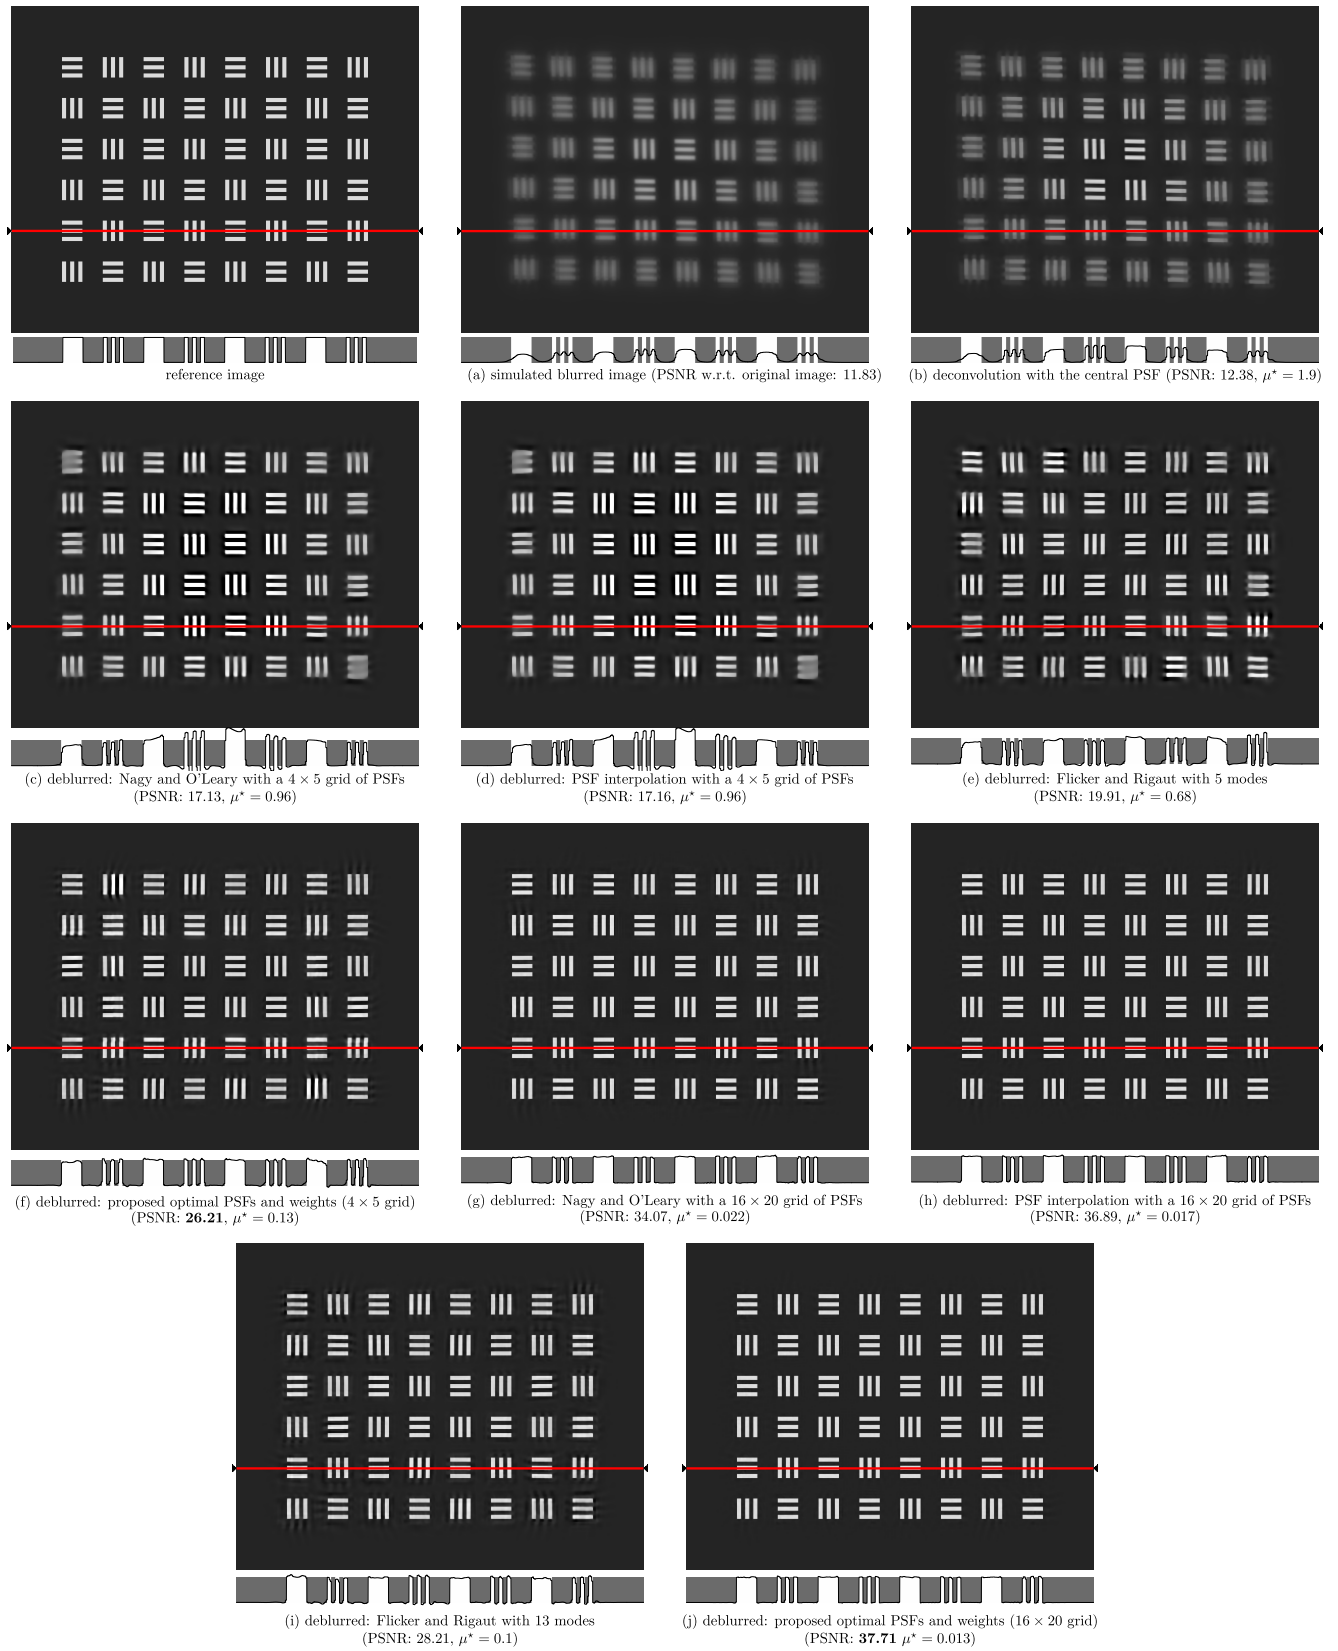 reference image
(a) simulated blurred image (PSNR w.r.t. original image: 11.83)
(b) deconvolution with the central PSF (PSNR: 12.38, μ⋆ = 1.9)
(c) deblurred: Nagy and O'Leary with a 4 × 5 grid of PSFs
(PSNR: 17.13, μ⋆ = 0.96)
(d) deblurred: PSF interpolation with a 4 × 5 grid of PSFs
(PSNR: 17.16, μ⋆ = 0.96)
(e) deblurred: Flicker and Rigaut with 5 modes
(PSNR: 19.91, μ⋆ = 0.68)
(f) deblurred: proposed optimal PSFs and weights (4 × 5 grid)
(PSNR: 26.21, μ⋆ = 0.13)
(g) deblurred: Nagy and O'Leary with a 16 × 20 grid of PSFs
(PSNR: 34.07, μ⋆ = 0.022)
(h) deblurred: PSF interpolation with a 16 × 20 grid of PSFs
(PSNR: 36.89, μ⋆ = 0.017)
(i) deblurred: Flicker and Rigaut with 13 modes
(PSNR: 28.21, μ⋆ = 0.1)
(j) deblurred: proposed optimal PSFs and weights (16 × 20 grid)
(PSNR: 37.71 μ⋆ = 0.013)